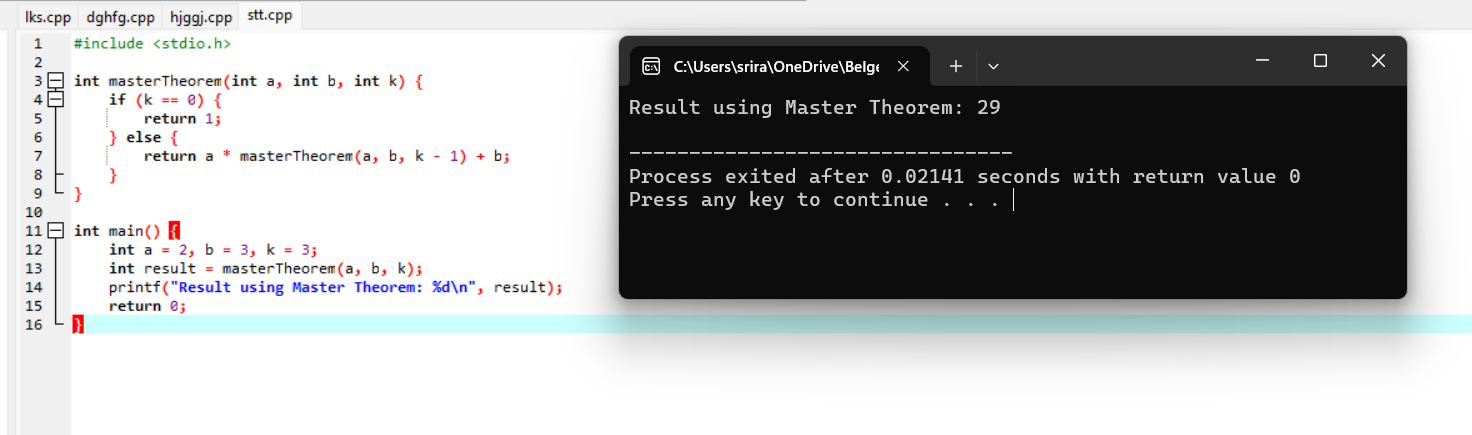 lks.cpp dghfg.cpp hjggj.cpp stt.cpp
1 #include <stdio.h>
2
3 int masterTheorem(int a, int b, int k) {
4 if (k == 0) {
5 return 1;
6 } else {
7 return a * masterTheorem(a, b, k - 1) + b;
8 }
9 }
10
11 int main() {
12 int a = 2, b = 3, k = 3;
13 int result = masterTheorem(a, b, k);
14 printf("Result using Master Theorem: %d\n", result);
15 return 0;
16 }
C:\Users\srira\OneDrive\Belge
Result using Master Theorem: 29
--------------------------------
Process exited after 0.02141 seconds with return value 0
Press any key to continue . . .